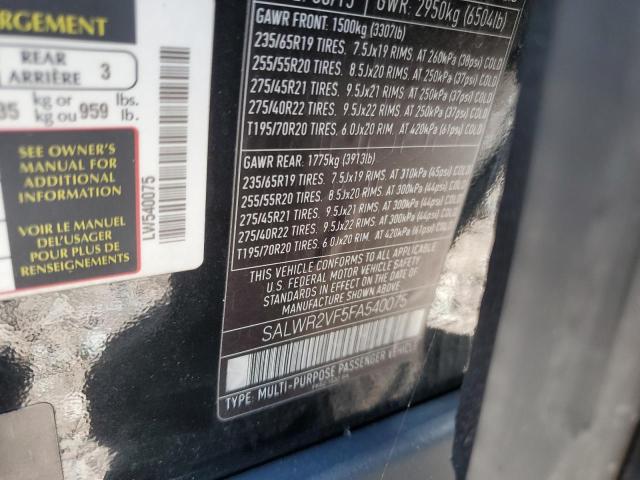 RGEMENT
REAR
ARRIÈRE 3
kg or 959 lbs.
kg ou lb.
SEE OWNER'S
MANUAL FOR
ADDITIONAL
INFORMATION
VOIR LE MANUEL
DE L'USAGER
POUR PLUS DE
RENSEIGNEMENTS
LW540075
GWR: 2950kg (6504lb)
GAWR FRONT: 1500kg (3307lb)
235/65R19 TIRES. 7.5Jx19 RIMS. AT 260kPa (38psi) COLD
255/55R20 TIRES. 8.5Jx20 RIMS. AT 250kPa (37psi) COLD
275/45R21 TIRES. 9.5Jx21 RIMS. AT 250kPa (37psi) COLD
275/40R22 TIRES. 9.5Jx22 RIMS. AT 250kPa (37psi) COLD
T195/70R20 TIRES. 6.0Jx20 RIM. AT 420kPa (61psi) COLD
GAWR REAR: 1775kg (3913lb)
235/65R19 TIRES. 7.5Jx19 RIMS. AT 310kPa (45psi) COLD
255/55R20 TIRES. 8.5Jx20 RIMS. AT 300kPa (44psi) COLD
275/45R21 TIRES. 9.5Jx21 RIMS. AT 300kPa (44psi) COLD
275/40R22 TIRES. 9.5Jx22 RIMS. AT 300kPa (44psi) COLD
T195/70R20 TIRES. 6.0Jx20 RIM. AT 420kPa (61psi) COLD
THIS VEHICLE CONFORMS TO ALL APPLICABLE
U.S. FEDERAL MOTOR VEHICLE SAFETY AND
STANDARDS IN EFFECT ON THE DATE OF
MANUFACTURE SHOWN ABOVE.
SALWR2VF5FA540075
TYPE: MULTI-PURPOSE PASSENGER VEHICLE